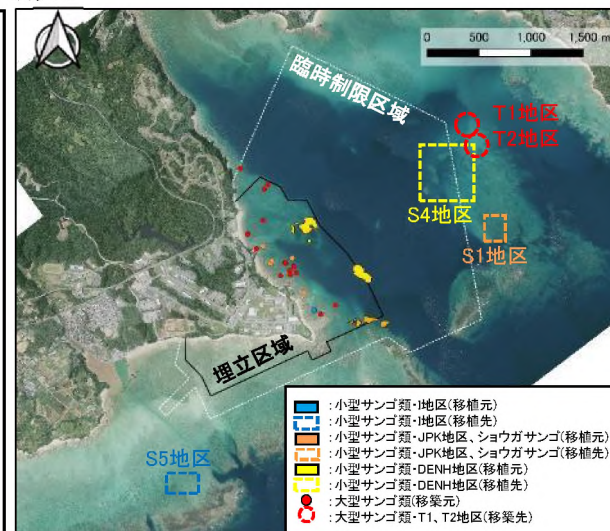 0 500 1,000 1,500 m
臨時制限区域
T1地区
T2地区
S4地区
S1地区
埋立区域
S5地区
:小型サンゴ類・I地区(移植元)
:小型サンゴ類・I地区(移植先)
:小型サンゴ類・JPK地区、ショウガサンゴ(移植元)
:小型サンゴ類・JPK地区、ショウガサンゴ(移植先)
:小型サンゴ類・DENH地区(移植元)
:小型サンゴ類・DENH地区(移植先)
:大型サンゴ類(移築元)
:大型サンゴ類・T1、T2地区(移築先)